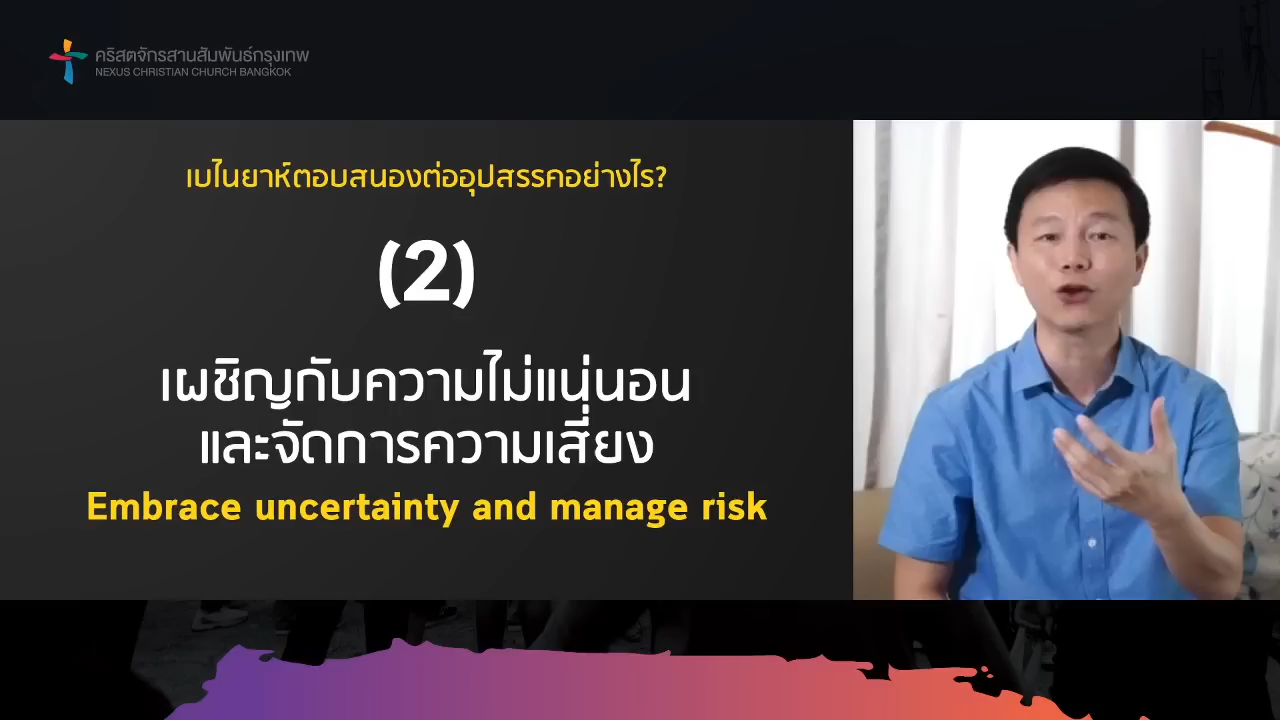 คริสตจักรสานสัมพันธ์กรุงเทพ
NEXUS CHRISTIAN CHURCH BANGKOK
เบไนยาห์ตอบสนองต่ออุปสรรคอย่างไร?
(2)
เผชิญกับความไม่แน่นอน
และจัดการความเสี่ยง
Embrace uncertainty and manage risk